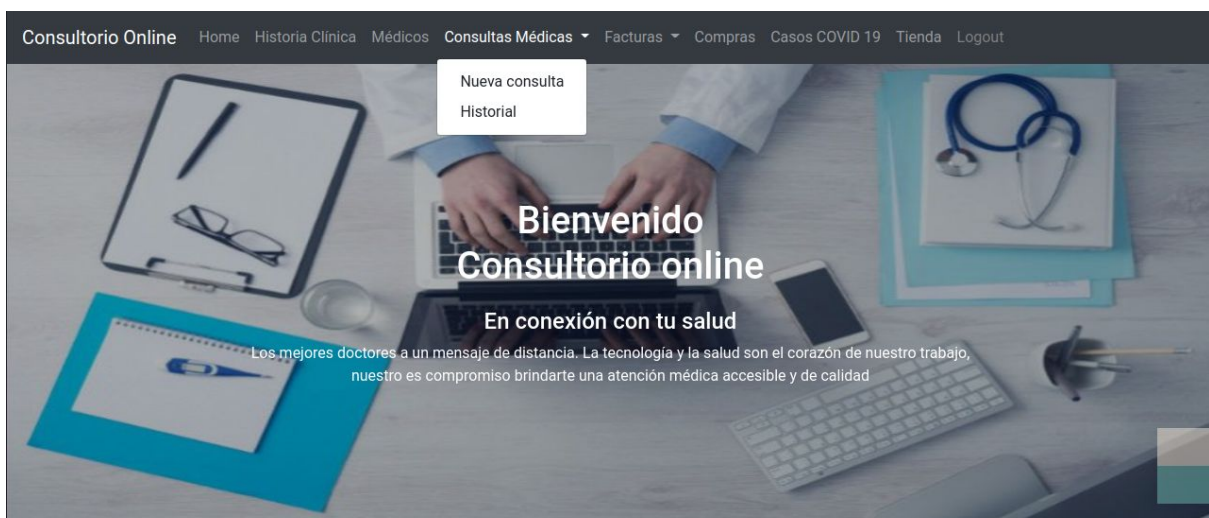 Consultorio Online Home Historia Clínica Médicos Consultas Médicas Facturas Compras Casos COVID 19 Tienda Logout
Nueva consulta
Historial
Bienvenido
Consultorio online
En conexión con tu salud
Los mejores doctores a un mensaje de distancia. La tecnología y la salud son el corazón de nuestro trabajo,
nuestro es compromiso brindarte una atención médica accesible y de calidad